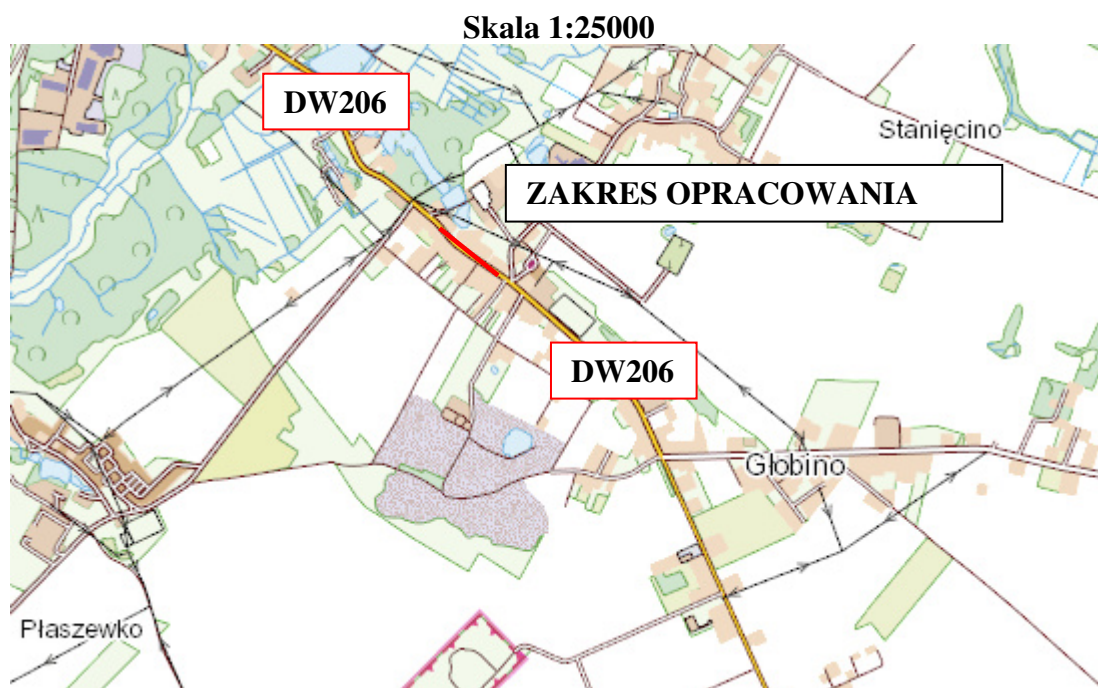 Skala 1:25000
DW206
Stanięcino
ZAKRES OPRACOWANIA
DW206
Głobino
Płaszewko